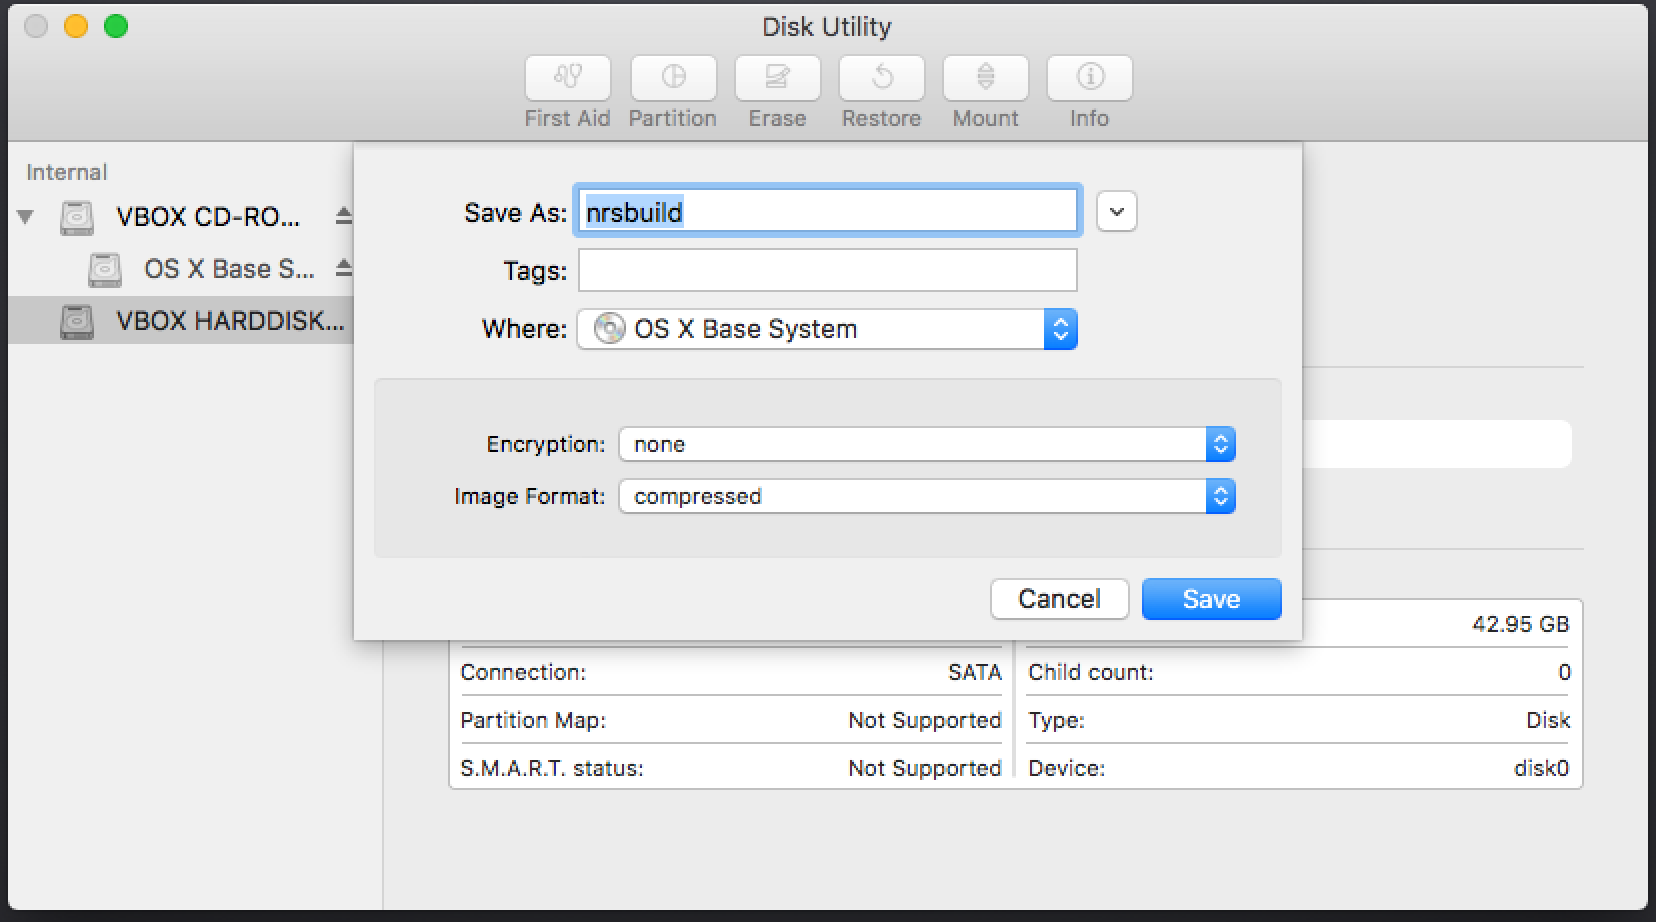 Disk Utility
First Aid Partition Erase Restore Mount Info
Internal
VBOX CD-RO...
OS X Base S...
VBOX HARDDISK...
Save As: nrsbuild
Tags:
Where: OS X Base System
Encryption: none
Image Format: compressed
Cancel Save
42.95 GB
Connection: SATA Child count: 0
Partition Map: Not Supported Type: Disk
S.M.A.R.T. status: Not Supported Device: disk0